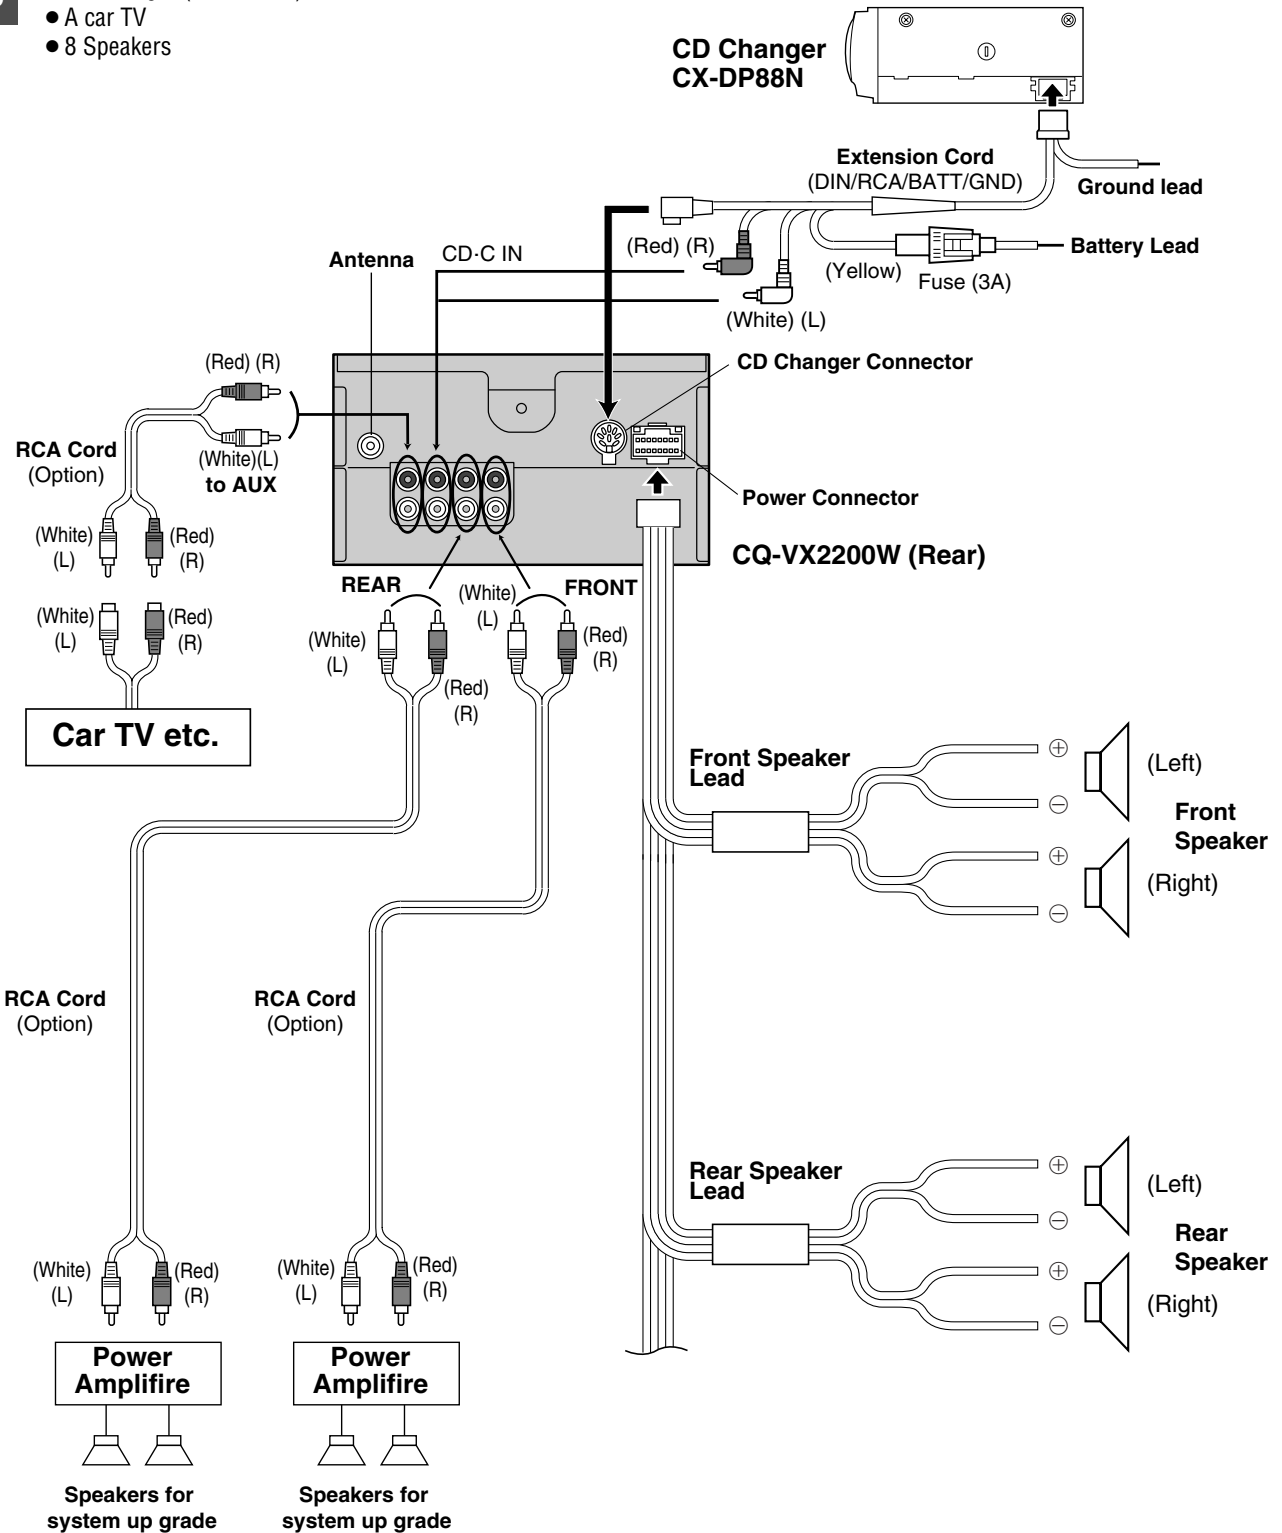 ● A car TV
● 8 Speakers
CD Changer
CX-DP88N
Extension Cord
(DIN/RCA/BATT/GND)
Ground lead
(Red) (R)
Battery Lead
(Yellow)
Fuse (3A)
(White) (L)
Antenna
CD·C IN
CD Changer Connector
(Red) (R)
RCA Cord
(Option)
(White)(L)
to AUX
Power Connector
(White)
(L)
(Red)
(R)
CQ-VX2200W (Rear)
REAR
FRONT
(White)
(L)
(Red)
(R)
(White)
(L)
(Red)
(R)
(White)
(L)
(Red)
(R)
Car TV etc.
Front Speaker
Lead
+
(Left)
−
Front
Speaker
+
(Right)
−
RCA Cord
(Option)
RCA Cord
(Option)
Rear Speaker
Lead
+
(Left)
−
Rear
Speaker
+
(Right)
−
(White)
(L)
(Red)
(R)
(White)
(L)
(Red)
(R)
Power
Amplifire
Power
Amplifire
Speakers for
system up grade
Speakers for
system up grade